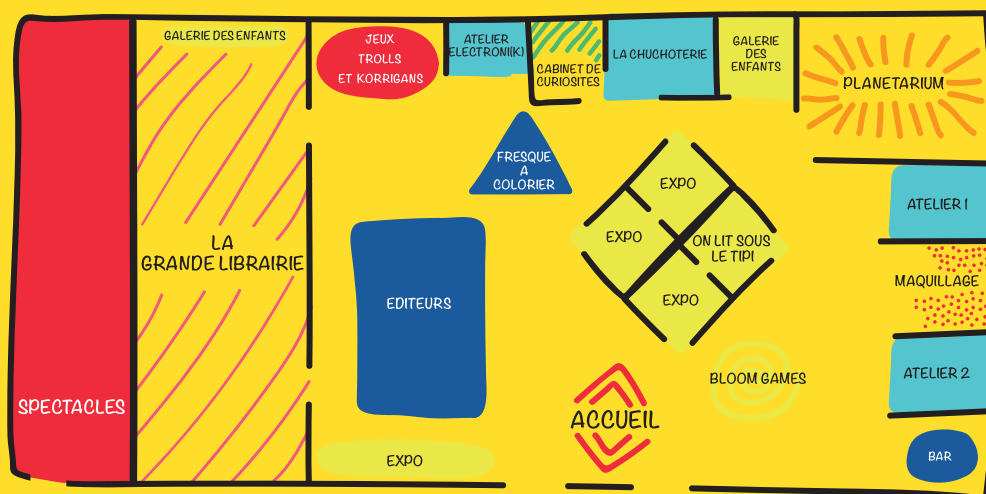 GALERIE DES ENFANTS
LA
GRANDE LIBRAIRIE
SPECTACLES
JEUX
TROLLS
ET KORRIGANS
ATELIER
ELECTRONI(K)
CABINET DE
CURIOSITES
LA CHUCHOTERIE
GALERIE
DES
ENFANTS
PLANETARIUM
FRESQUE
A
COLORIER
EXPO
EXPO
ON LIT SOUS
LE TIPI
EXPO
ATELIER 1
MAQUILLAGE
ATELIER 2
EDITEURS
BLOOM GAMES
ACCUEIL
EXPO
BAR